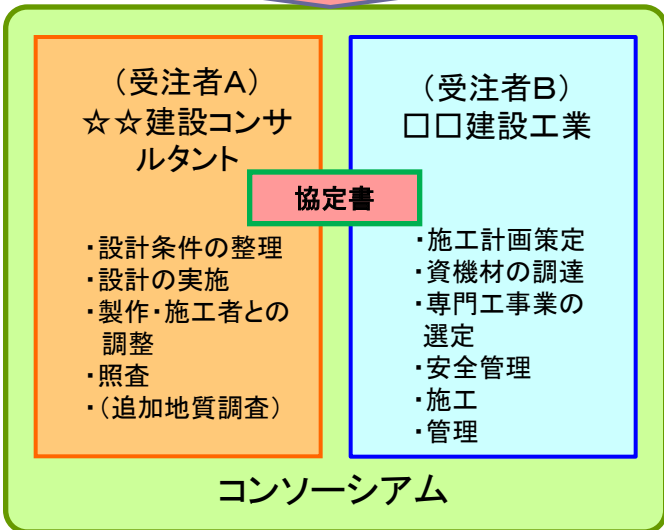 （受注者A）
☆☆建設コンサ
ルタント
・設計条件の整理
・設計の実施
・製作・施工者との
調整
・照査
・（追加地質調査）
協定書
（受注者B）
□□建設工業
・施工計画策定
・資機材の調達
・専門工事業の
選定
・安全管理
・施工
・管理
コンソーシアム